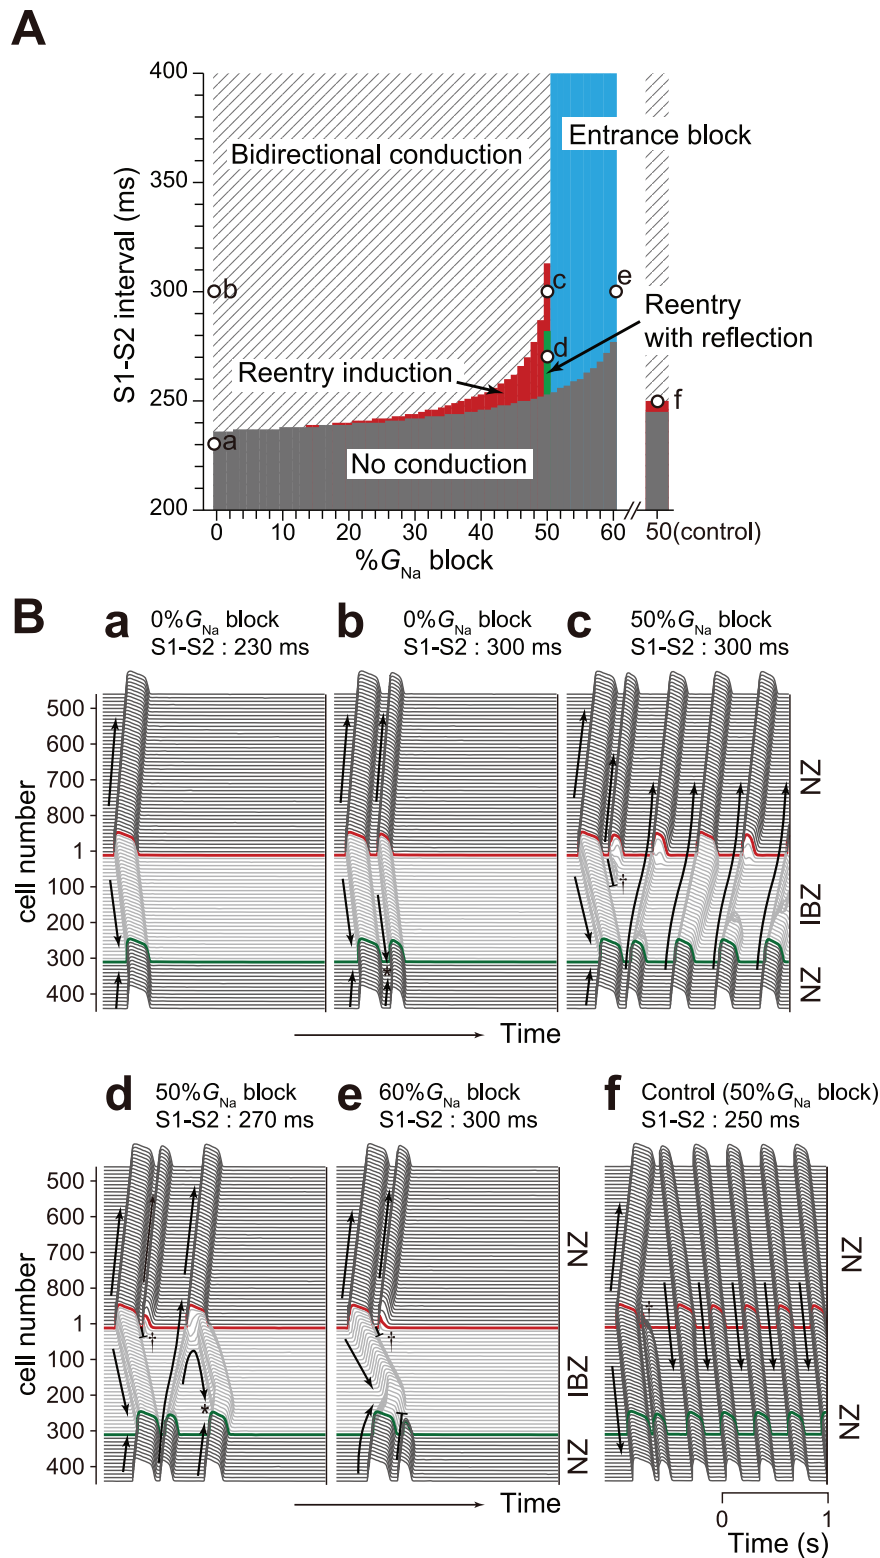 A
400
350
300
250
200
S1-S2 interval (ms)
Bidirectional conduction
Entrance block
b
c
e
Reentry
with reflection
d
Reentry induction
f
a
No conduction
0 10 20 30 40 50 60 50(control)
%GNa block
B
a 0%GNa block
S1-S2 : 230 ms
b 0%GNa block
S1-S2 : 300 ms
c 50%GNa block
S1-S2 : 300 ms
500
600
700
800
1
100
200
300
400
cell number
†
*
NZ
IBZ
NZ
Time
d 50%GNa block
S1-S2 : 270 ms
e 60%GNa block
S1-S2 : 300 ms
f Control (50%GNa block)
S1-S2 : 250 ms
500
600
700
800
1
100
200
300
400
cell number
†
*
†
†
NZ
IBZ
NZ
NZ
NZ
Time
0 1
Time (s)